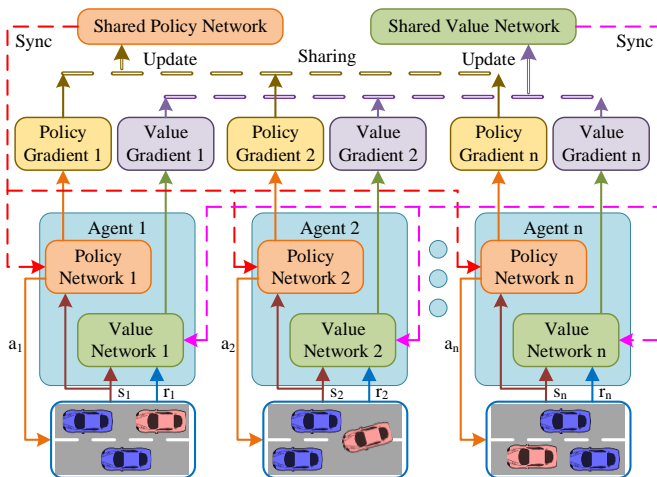 Shared Policy Network
Shared Value Network
Sync
Update
Sharing
Update
Sync
Policy
Gradient 1
Value
Gradient 1
Policy
Gradient 2
Value
Gradient 2
Policy
Gradient n
Value
Gradient n
Agent 1
Agent 2
Agent n
Policy
Network 1
Policy
Network 2
Policy
Network n
Value
Network 1
Value
Network 2
Value
Network n
a1
a2
an
s1
r1
s2
r2
sn
rn